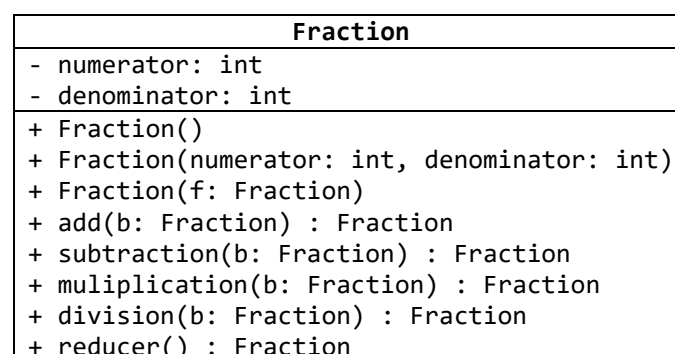 Fraction
- numerator: int
- denominator: int
+ Fraction()
+ Fraction(numerator: int, denominator: int)
+ Fraction(f: Fraction)
+ add(b: Fraction) : Fraction
+ subtraction(b: Fraction) : Fraction
+ muliplication(b: Fraction) : Fraction
+ division(b: Fraction) : Fraction
+ reducer() : Fraction